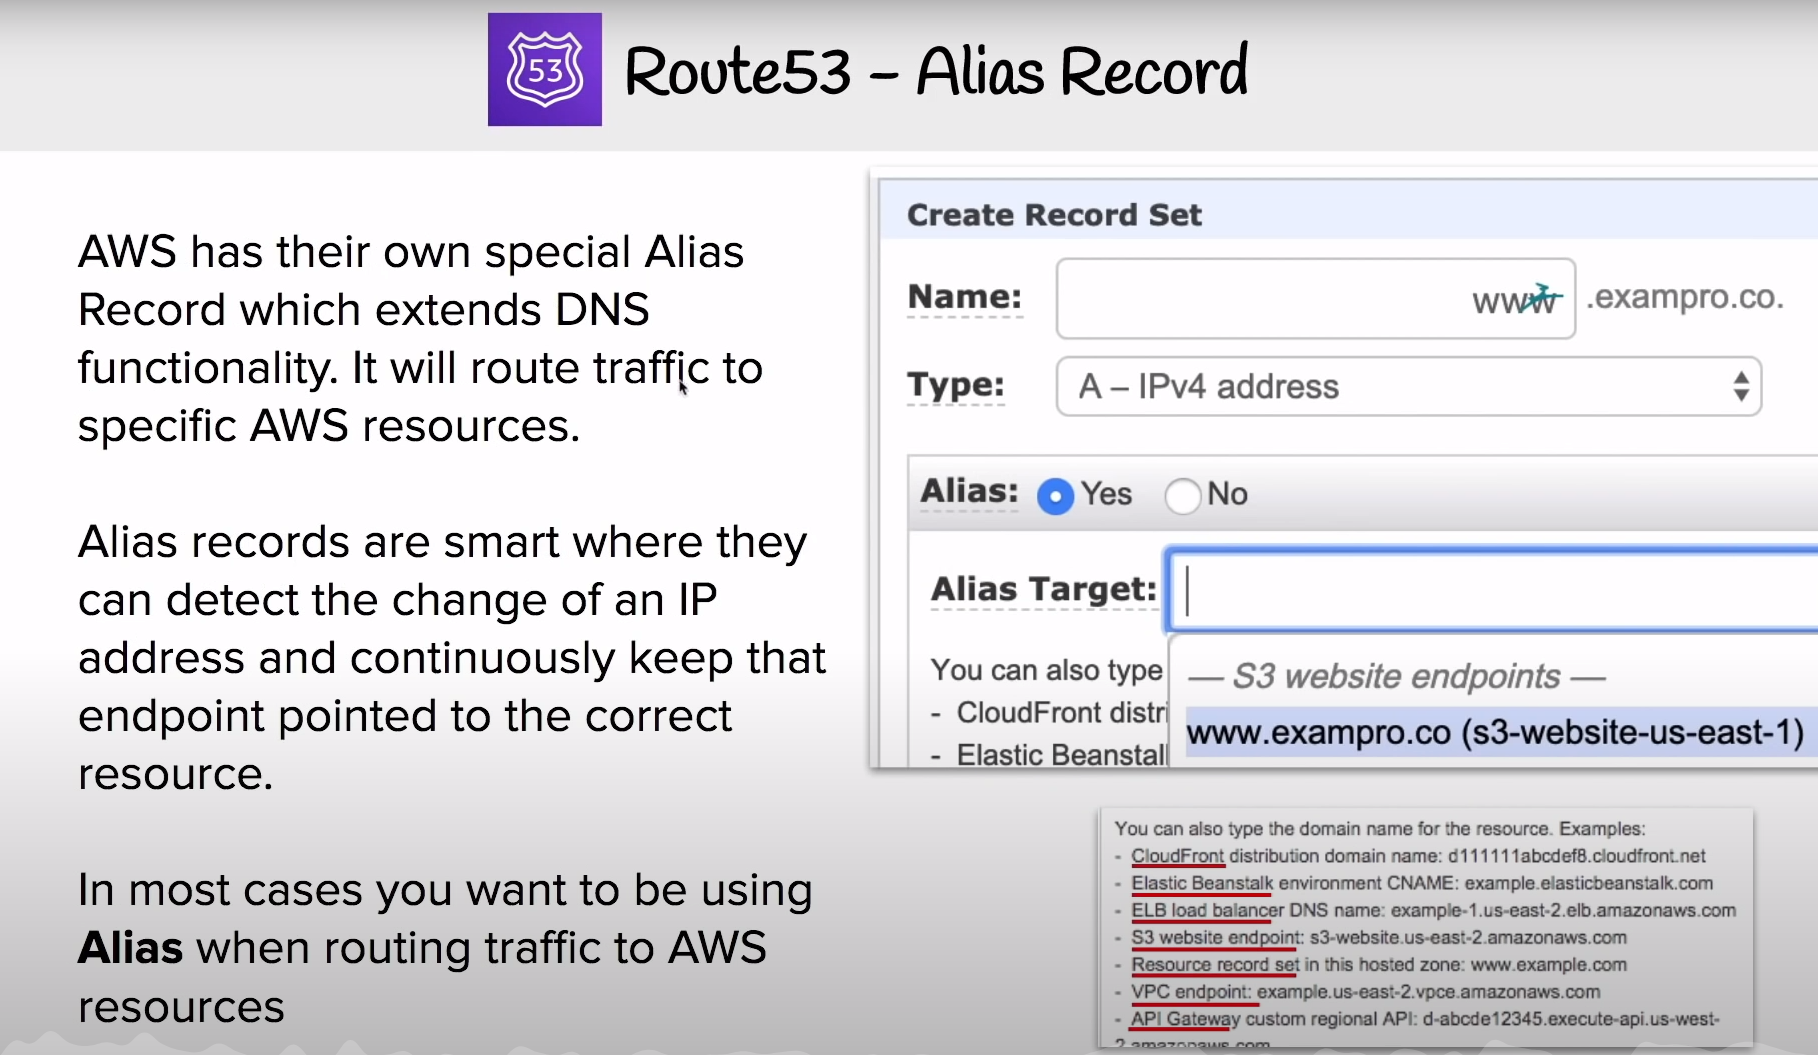 53
Route53 - Alias Record
AWS has their own special Alias
Record which extends DNS
functionality. It will route traffic to
specific AWS resources.
Alias records are smart where they
can detect the change of an IP
address and continuously keep that
endpoint pointed to the correct
resource.
In most cases you want to be using
Alias when routing traffic to AWS
resources
Create Record Set
Name: www .exampro.co.
Type: A – IPv4 address
Alias: Yes No
Alias Target:
— S3 website endpoints —
www.exampro.co (s3-website-us-east-1)
You can also type
- CloudFront distri
- Elastic Beanstal
You can also type the domain name for the resource. Examples:
- CloudFront distribution domain name: d111111abcdef8.cloudfront.net
- Elastic Beanstalk environment CNAME: example.elasticbeanstalk.com
- ELB load balancer DNS name: example-1.us-east-2.elb.amazonaws.com
- S3 website endpoint: s3-website.us-east-2.amazonaws.com
- Resource record set in this hosted zone: www.example.com
- VPC endpoint: example.us-east-2.vpce.amazonaws.com
- API Gateway custom regional API: d-abcde12345.execute-api.us-west-
2.amazonaws.com